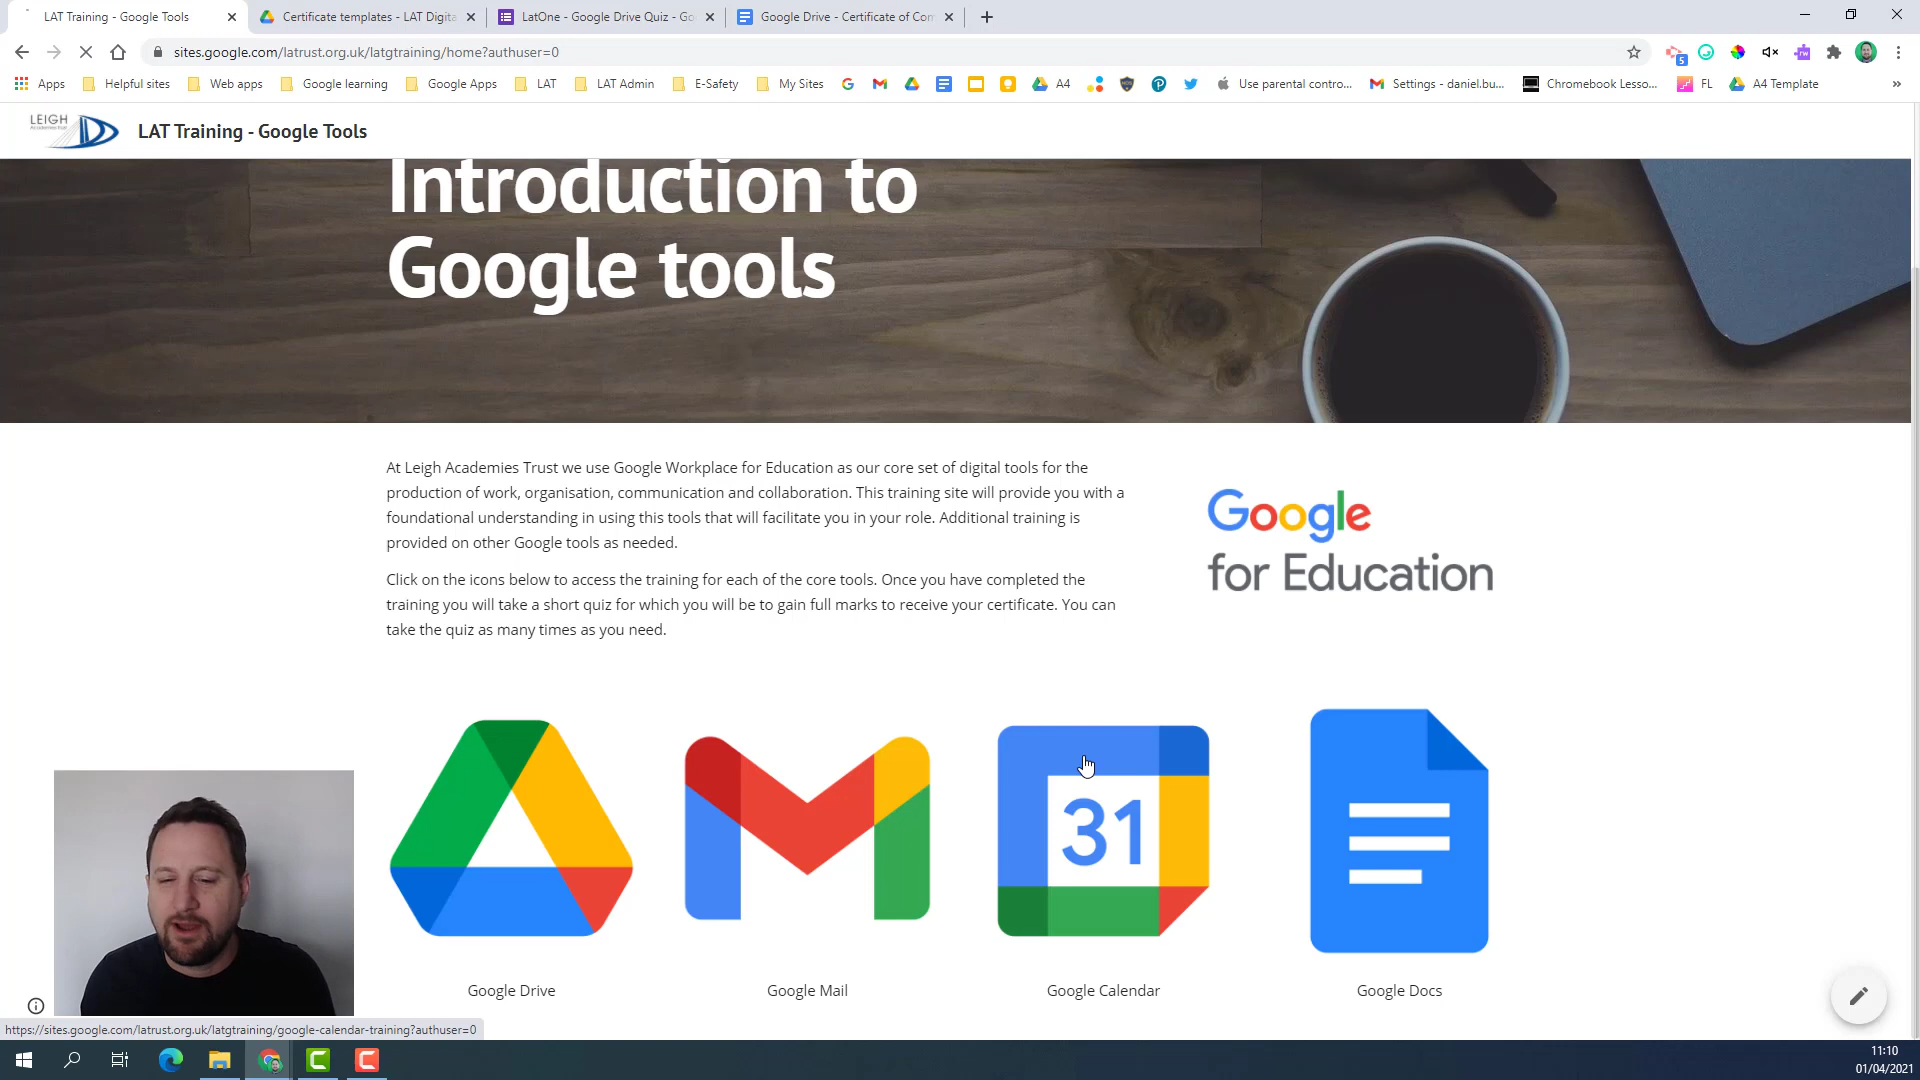 LAT Training - Google Tools
Certificate templates - LAT Digita
LatOne - Google Drive Quiz - Go
Google Drive - Certificate of Con
sites.google.com/latrust.org.uk/latgtraining/home?authuser=0
5
Apps
Helpful sites
Web apps
Google learning
Google Apps
LAT
LAT Admin
E-Safety
My Sites
A4
Use parental contro...
Settings - daniel.bu...
Chromebook Lesso...
FL
A4 Template
»
LEIGH
LAT Training - Google Tools
Introduction to
Google tools
At Leigh Academies Trust we use Google Workplace for Education as our core set of digital tools for the
production of work, organisation, communication and collaboration. This training site will provide you with a
foundational understanding in using this tools that will facilitate you in your role. Additional training is
provided on other Google tools as needed.
Click on the icons below to access the training for each of the core tools. Once you have completed the
training you will take a short quiz for which you will be to gain full marks to receive your certificate. You can
take the quiz as many times as you need.
Google
for Education
31
Google Drive
Google Mail
Google Calendar
Google Docs
https://sites.google.com/latrust.org.uk/latgtraining/google-calendar-training?authuser=0
11:10
01/04/2021